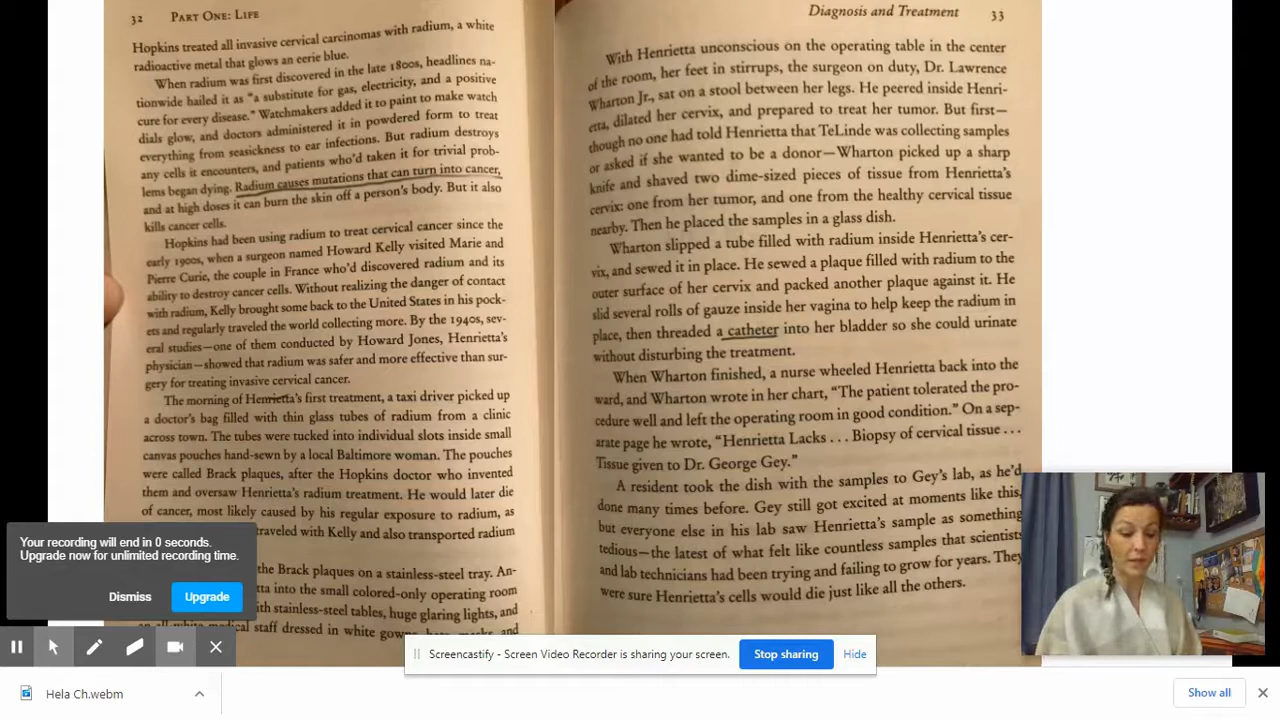 32 PART ONE: LIFE
Hopkins treated all invasive cervical carcinomas with radium, a white
radioactive metal that glows an eerie blue.
When radium was first discovered in the late 1800s, headlines na-
tionwide hailed it as "a substitute for gas, electricity, and a positive
cure for every disease." Watchmakers added it to paint to make watch
dials glow, and doctors administered it in powdered form to treat
everything from seasickness to ear infections. But radium destroys
any cells it encounters, and patients who'd taken it for trivial prob-
lems began dying. Radium causes mutations that can turn into cancer,
and at high doses it can burn the skin off a person's body. But it also
kills cancer cells.
Hopkins had been using radium to treat cervical cancer since the
early 1900s, when a surgeon named Howard Kelly visited Marie and
Pierre Curie, the couple in France who'd discovered radium and its
ability to destroy cancer cells. Without realizing the danger of contact
with radium, Kelly brought some back to the United States in his pock-
ets and regularly traveled the world collecting more. By the 1940s, sev-
eral studies—one of them conducted by Howard Jones, Henrietta's
physician—showed that radium was safer and more effective than sur-
gery for treating invasive cervical cancer.
The morning of Henrietta's first treatment, a taxi driver picked up
a doctor's bag filled with thin glass tubes of radium from a clinic
across town. The tubes were tucked into individual slots inside small
canvas pouches hand-sewn by a local Baltimore woman. The pouches
were called Brack plaques, after the Hopkins doctor who invented
them and oversaw Henrietta's radium treatment. He would later die
of cancer, most likely caused by his regular exposure to radium, as
traveled with Kelly and also transported radium
the Brack plaques on a stainless-steel tray. An-
tta into the small colored-only operating room
ith stainless-steel tables, huge glaring lights, and
an all-white medical staff dressed in white gowns, hats, masks, and
Diagnosis and Treatment 33
With Henrietta unconscious on the operating table in the center
of the room, her feet in stirrups, the surgeon on duty, Dr. Lawrence
Wharton Jr., sat on a stool between her legs. He peered inside Henri-
etta, dilated her cervix, and prepared to treat her tumor. But first—
though no one had told Henrietta that TeLinde was collecting samples
or asked if she wanted to be a donor—Wharton picked up a sharp
knife and shaved two dime-sized pieces of tissue from Henrietta's
cervix: one from her tumor, and one from the healthy cervical tissue
nearby. Then he placed the samples in a glass dish.
Wharton slipped a tube filled with radium inside Henrietta's cer-
vix, and sewed it in place. He sewed a plaque filled with radium to the
outer surface of her cervix and packed another plaque against it. He
slid several rolls of gauze inside her vagina to help keep the radium in
place, then threaded a catheter into her bladder so she could urinate
without disturbing the treatment.
When Wharton finished, a nurse wheeled Henrietta back into the
ward, and Wharton wrote in her chart, "The patient tolerated the pro-
cedure well and left the operating room in good condition." On a sep-
arate page he wrote, "Henrietta Lacks . . . Biopsy of cervical tissue . . .
Tissue given to Dr. George Gey."
A resident took the dish with the samples to Gey's lab, as he'd
done many times before. Gey still got excited at moments like this,
but everyone else in his lab saw Henrietta's sample as something
tedious—the latest of what felt like countless samples that scientists
and lab technicians had been trying and failing to grow for years. They
were sure Henrietta's cells would die just like all the others.
Your recording will end in 0 seconds.
Upgrade now for unlimited recording time.
Dismiss Upgrade
Screencastify - Screen Video Recorder is sharing your screen. Stop sharing Hide
Hela Ch.webm
Show all